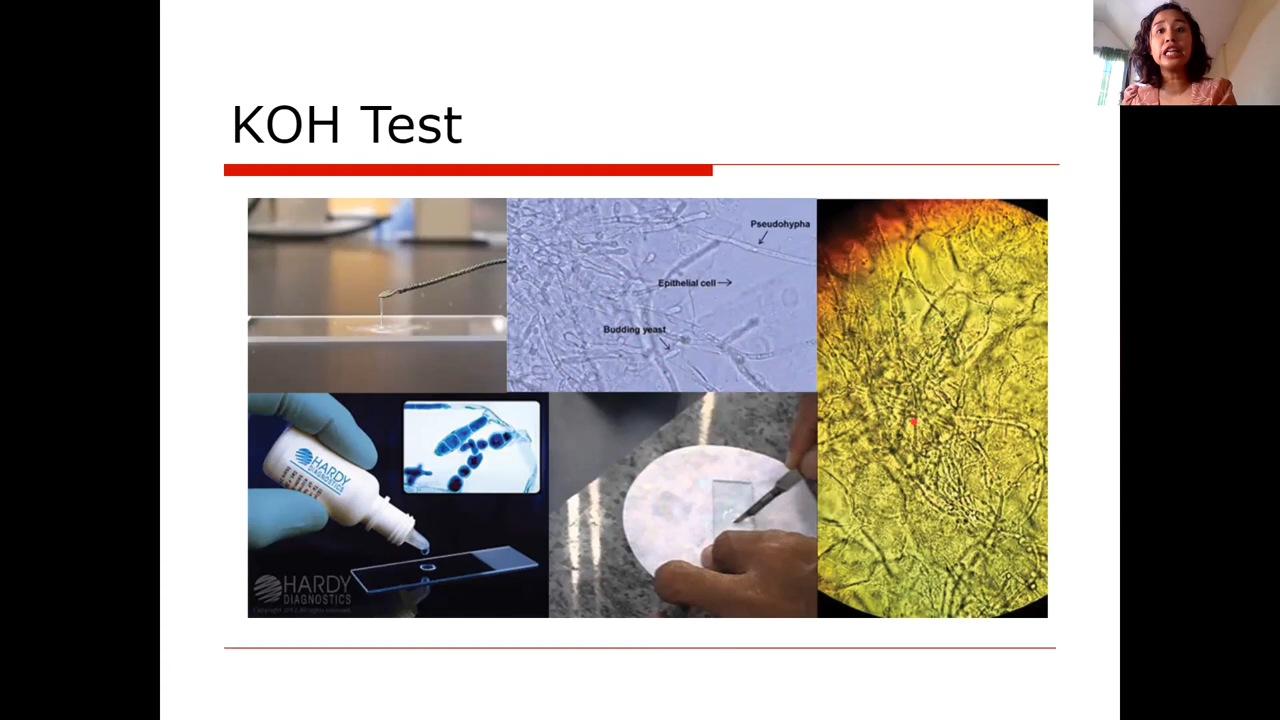 KOH Test
Pseudohypha
Epithelial cell
Budding yeast
HARDY
DIAGNOSTICS
HARDY
DIAGNOSTICS